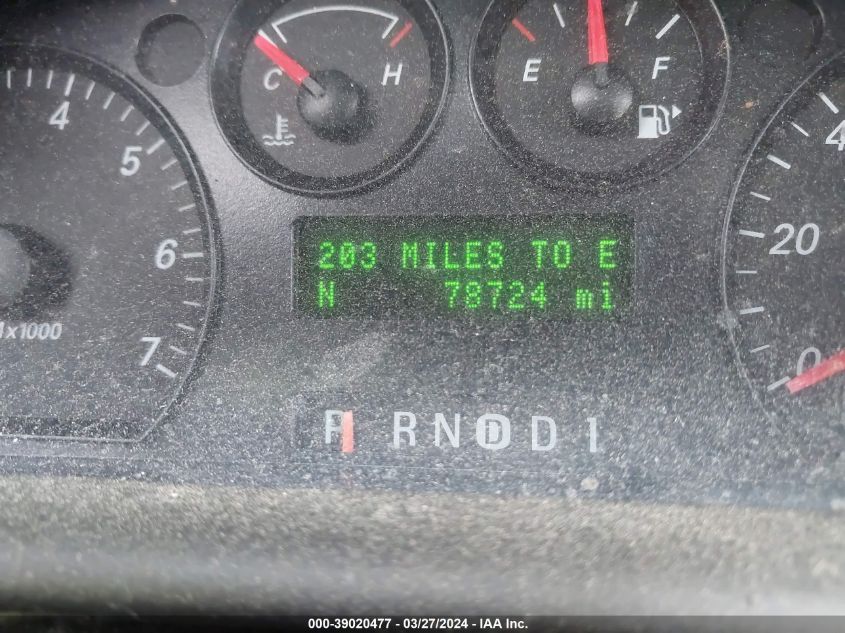 C H
E F
4
5
6
7
x1000
4
20
0
203 MILES TO E
N 78724 mi
P R N D D 1
000-39020477 - 03/27/2024 - IAA Inc.